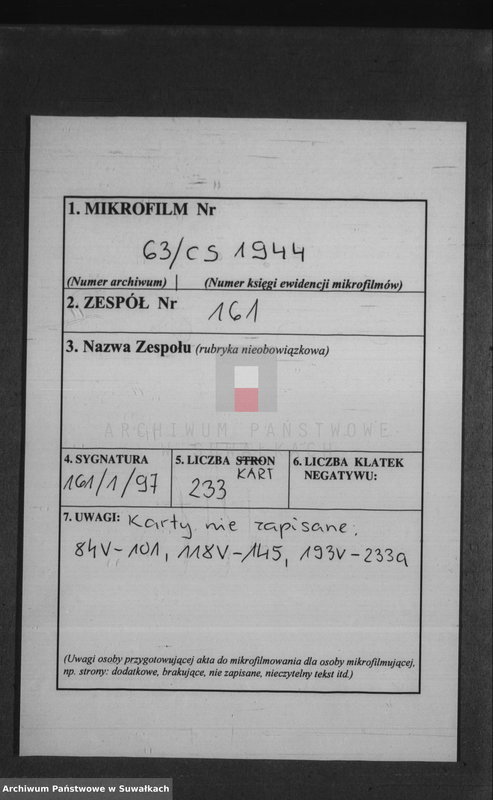 1. MIKROFILM Nr
63/CS 1944
(Numer archiwum) (Numer księgi ewidencji mikrofilmów)
2. ZESPÓŁ Nr 161
3. Nazwa Zespołu (rubryka nieobowiązkowa)
ARCHIWUM PAŃSTWOWE
W SUWAŁKACH
4. SYGNATURA
161/1/97
5. LICZBA STRON
KART
233
6. LICZBA KLATEK
NEGATYWU:
7. UWAGI: Karty nie zapisane:
84V-101, 118V-145, 193V-233a
(Uwagi osoby przygotowującej akta do mikrofilmowania dla osoby mikrofilmującej,
np. strony: dodatkowe, brakujące, nie zapisane, nieczytelny tekst itd.)
Archiwum Państwowe w Suwałkach